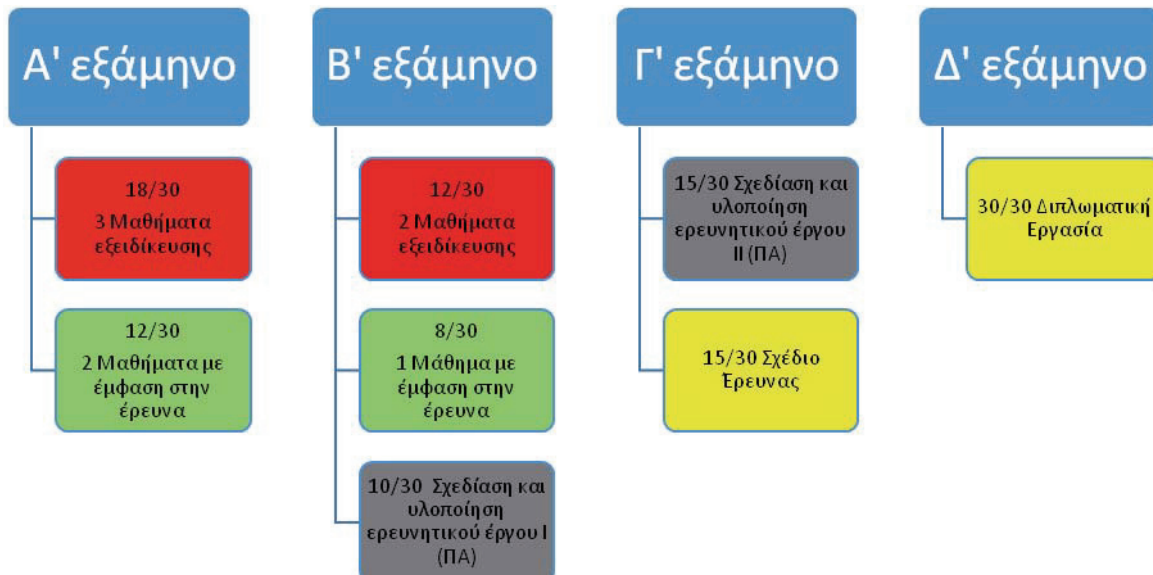 Α' εξάμηνο
18/30
3 Μαθήματα
εξειδίκευσης
12/30
2 Μαθήματα με
έμφαση στην
έρευνα
Β' εξάμηνο
12/30
2 Μαθήματα
εξειδίκευσης
8/30
1 Μάθημα με
έμφαση στην
έρευνα
10/30 Σχεδίαση και
υλοποίηση
ερευνητικού έργου Ι
(ΠΑ)
Γ' εξάμηνο
15/30 Σχεδίαση και
υλοποίηση
ερευνητικού έργου
ΙΙ (ΠΑ)
15/30 Σχέδιο
Έρευνας
Δ' εξάμηνο
30/30 Διπλωματική
Εργασία